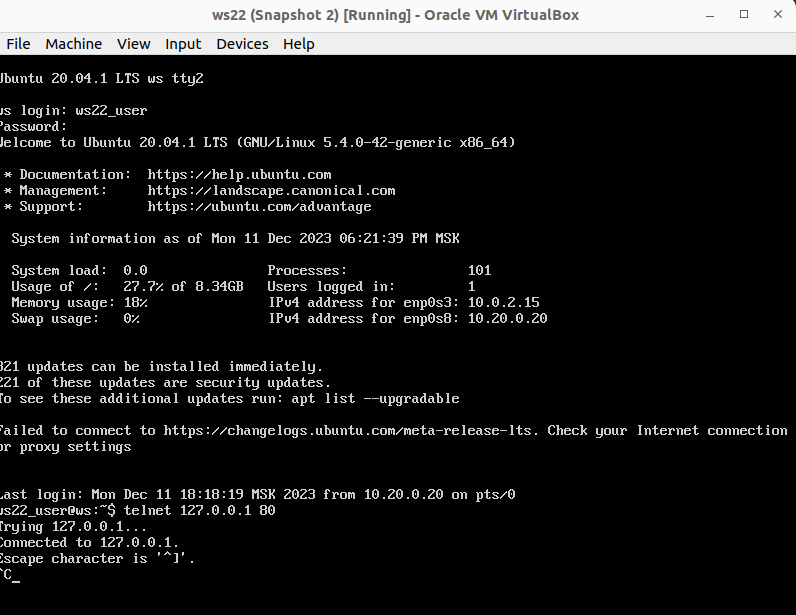 ws22 (Snapshot 2) [Running] - Oracle VM VirtualBox
File Machine View Input Devices Help
Ubuntu 20.04.1 LTS ws tty2
ws login: ws22_user
Password:
Welcome to Ubuntu 20.04.1 LTS (GNU/Linux 5.4.0-42-generic x86_64)
* Documentation: https://help.ubuntu.com
* Management: https://landscape.canonical.com
* Support: https://ubuntu.com/advantage
System information as of Mon 11 Dec 2023 06:21:39 PM MSK
System load: 0.0 Processes: 101
Usage of /: 27.7% of 8.34GB Users logged in: 1
Memory usage: 18% IPv4 address for enp0s3: 10.0.2.15
Swap usage: 0% IPv4 address for enp0s8: 10.20.0.20
321 updates can be installed immediately.
221 of these updates are security updates.
To see these additional updates run: apt list --upgradable
Failed to connect to https://changelogs.ubuntu.com/meta-release-lts. Check your Internet connection
or proxy settings
Last login: Mon Dec 11 18:18:19 MSK 2023 from 10.20.0.20 on pts/0
ws22_user@ws:~$ telnet 127.0.0.1 80
Trying 127.0.0.1...
Connected to 127.0.0.1.
Escape character is '^]'.
^C_